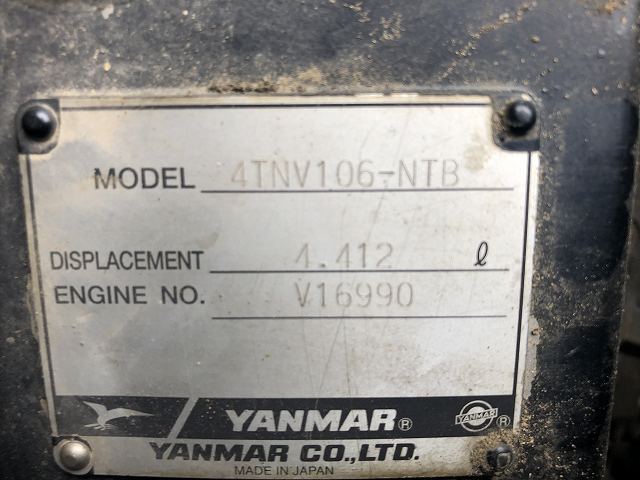 MODEL 4TNV106-NTB
DISPLACEMENT 4.412 ℓ
ENGINE NO. V16990
YANMAR® YANMAR®
YANMAR CO.,LTD.
MADE IN JAPAN